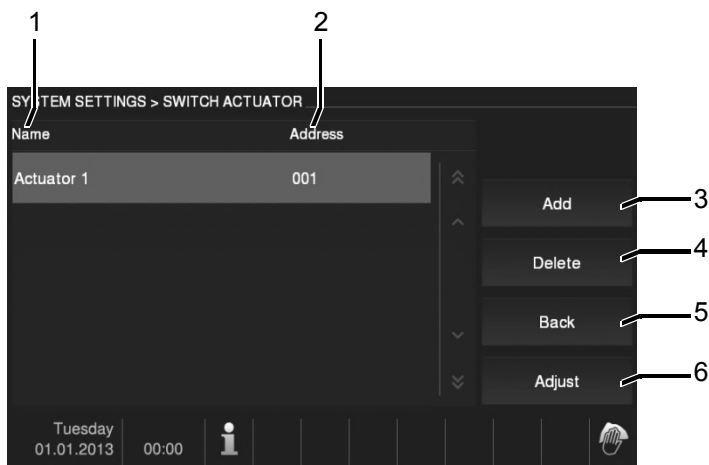 1 2
SYSTEM SETTINGS > SWITCH ACTUATOR
Name Address
Actuator 1 001
Add 3
Delete 4
Back 5
Adjust 6
Tuesday
01.01.2013 00:00 i